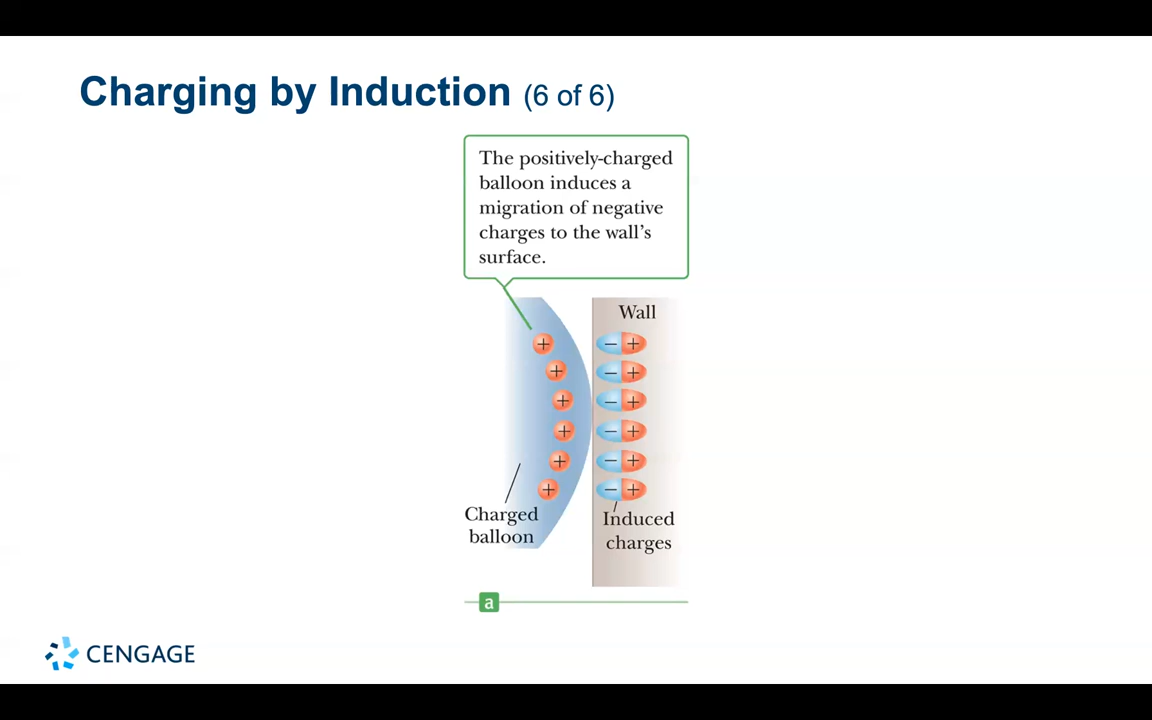 Charging by Induction (6 of 6)
The positively-charged
balloon induces a
migration of negative
charges to the wall's
surface.
Wall
+ − +
+ − +
+ − +
+ − +
+ − +
+ − +
Charged
balloon
Induced
charges
a
CENGAGE